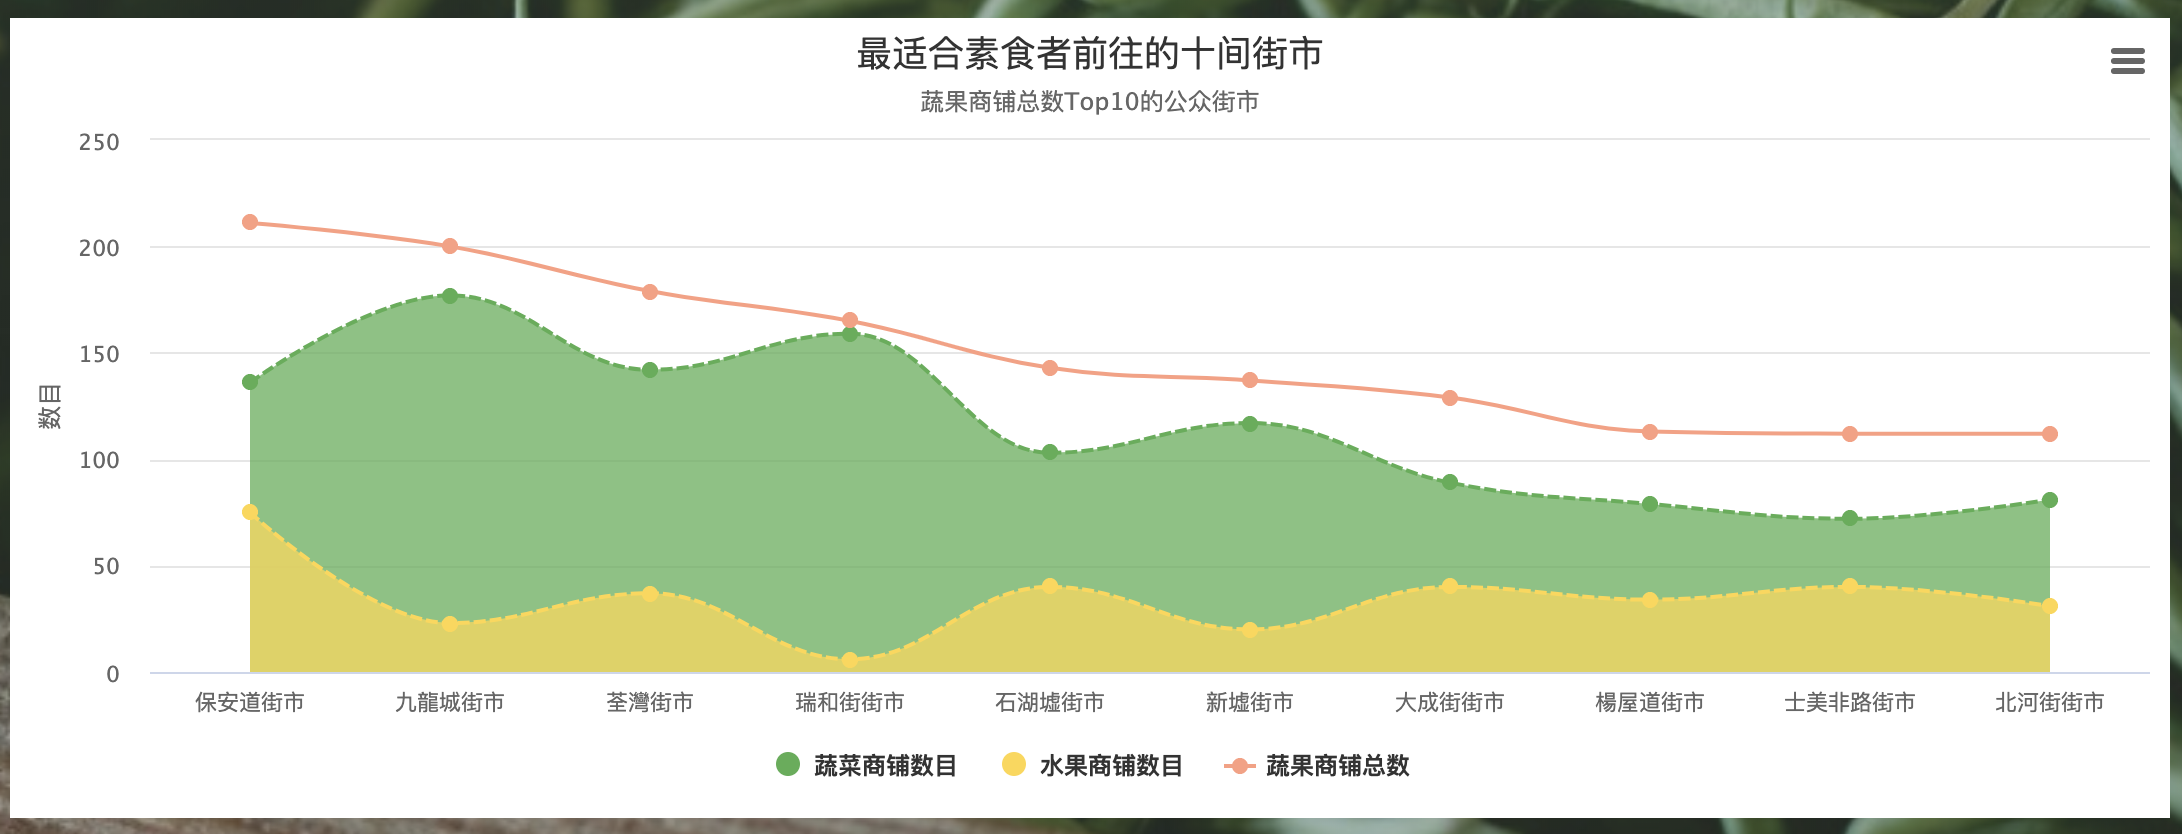 最适合素食者前往的十间街市
蔬果商铺总数Top10的公众街市
数目
250
200
150
100
50
0
保安道街市 九龍城街市 荃灣街市 瑞和街街市 石湖墟街市 新墟街市 大成街街市 楊屋道街市 士美非路街市 北河街街市
蔬菜商铺数目 水果商铺数目 蔬果商铺总数